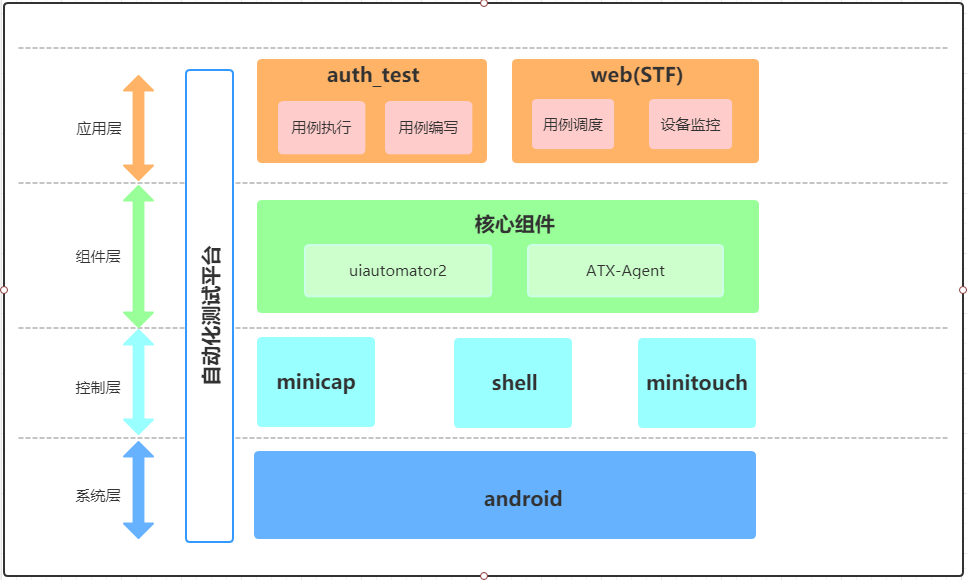 应用层
auth_test
用例执行
用例编写
web(STF)
用例调度
设备监控
自动化测试平台
组件层
核心组件
uiautomator2
ATX-Agent
控制层
minicap
shell
minitouch
系统层
android